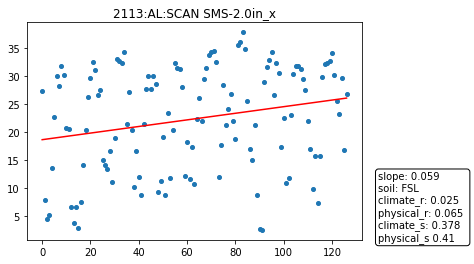 2113:AL:SCAN SMS-2.0in_x
35
30
25
20
15
10
5
0
20
40
60
80
100
120
slope: 0.059
soil: FSL
climate_r: 0.025
physical_r: 0.065
climate_s: 0.378
physical_s 0.41